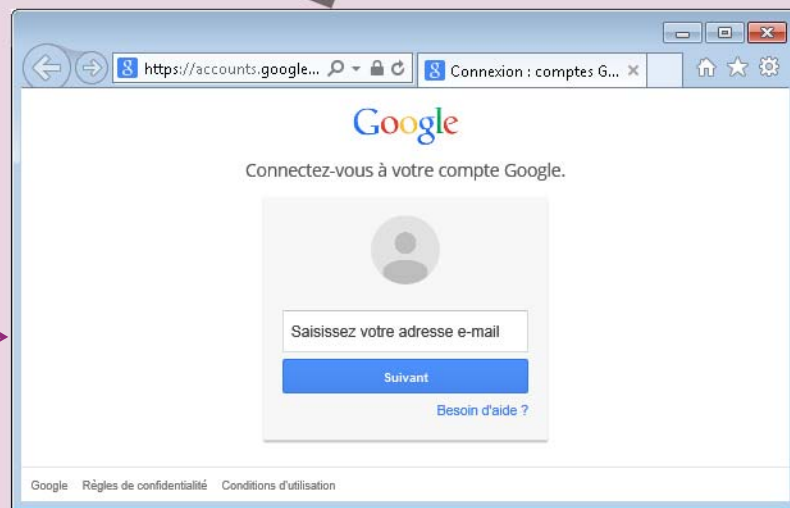 https://accounts.google...
Connexion : comptes G...
Google
Connectez-vous à votre compte Google.
Saisissez votre adresse e-mail
Suivant
Besoin d'aide ?
Google Règles de confidentialité Conditions d'utilisation